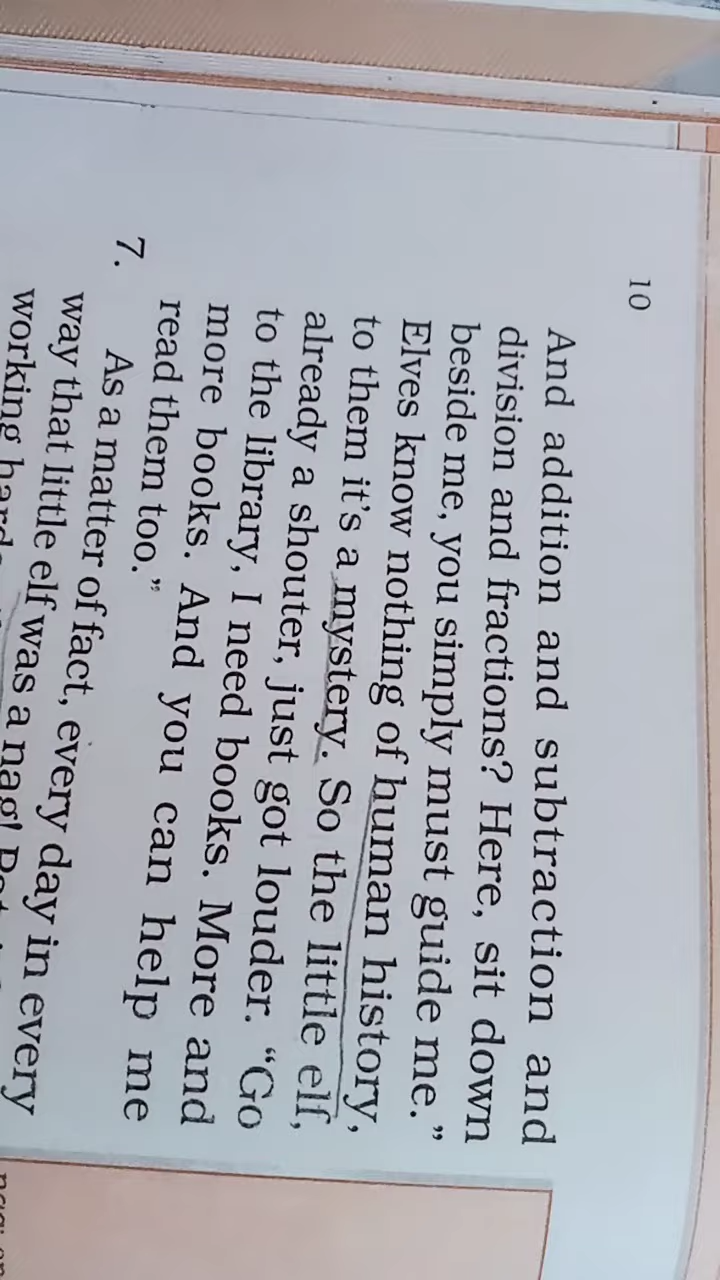 10
And addition and subtraction and
division and fractions? Here, sit down
beside me, you simply must guide me.”
Elves know nothing of human history,
to them it’s a mystery. So the little elf,
already a shouter, just got louder. “Go
to the library, I need books. More and
more books. And you can help me
read them too.”
7. As a matter of fact, every day in every
way that little elf was a nag!
working